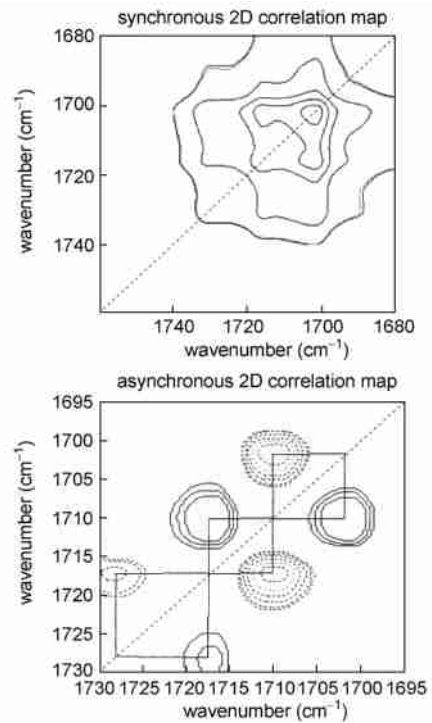 synchronous 2D correlation map
1680
1700
1720
1740
wavenumber (cm⁻¹)
1740 1720 1700 1680
wavenumber (cm⁻¹)
asynchronous 2D correlation map
1695
1700
1705
1710
1715
1720
1725
1730
wavenumber (cm⁻¹)
1730 1725 1720 1715 1710 1705 1700 1695
wavenumber (cm⁻¹)